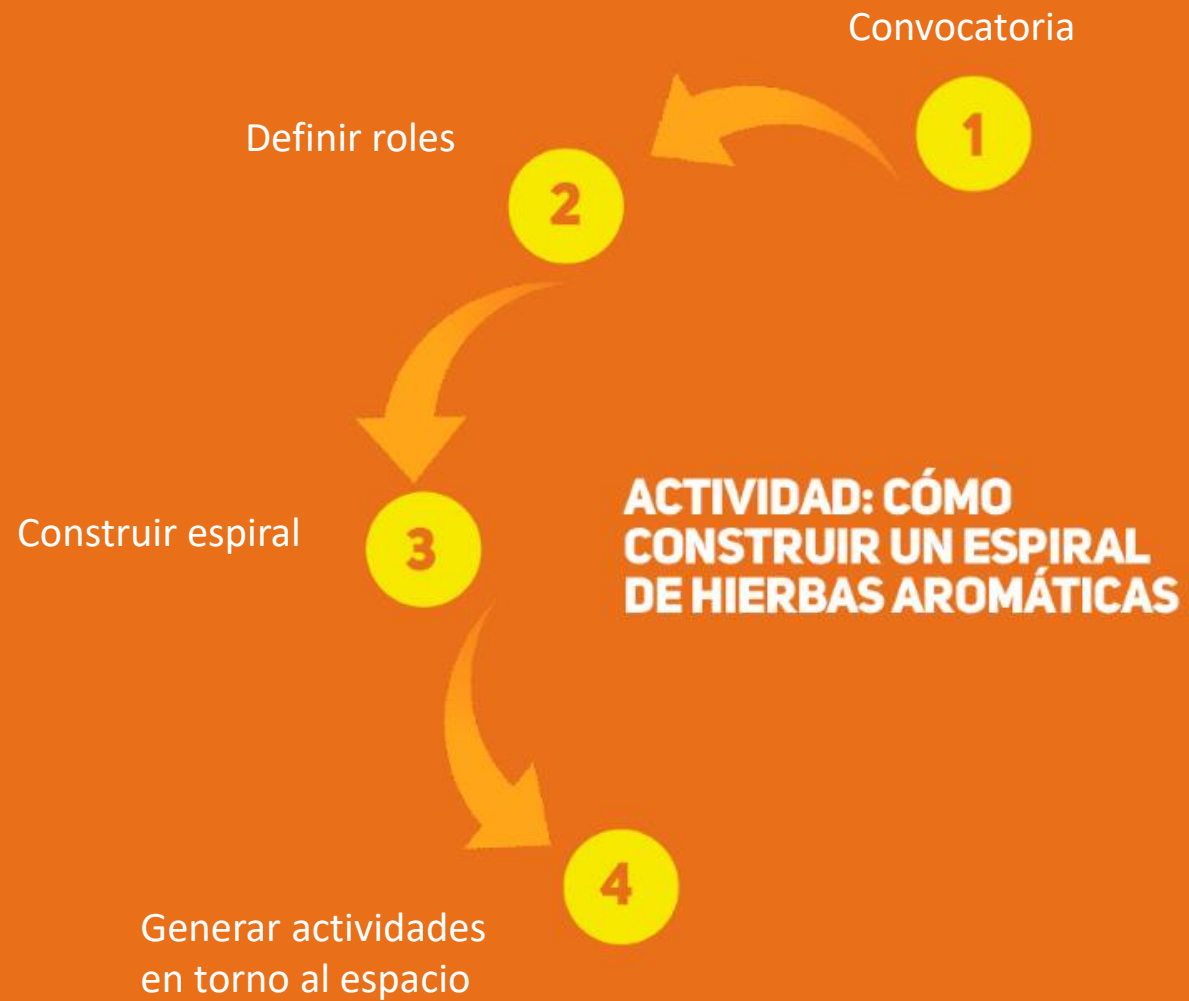 Convocatoria
1
Definir roles
2
Construir espiral
3
ACTIVIDAD: CÓMO
CONSTRUIR UN ESPIRAL
DE HIERBAS AROMÁTICAS
4
Generar actividades
en torno al espacio